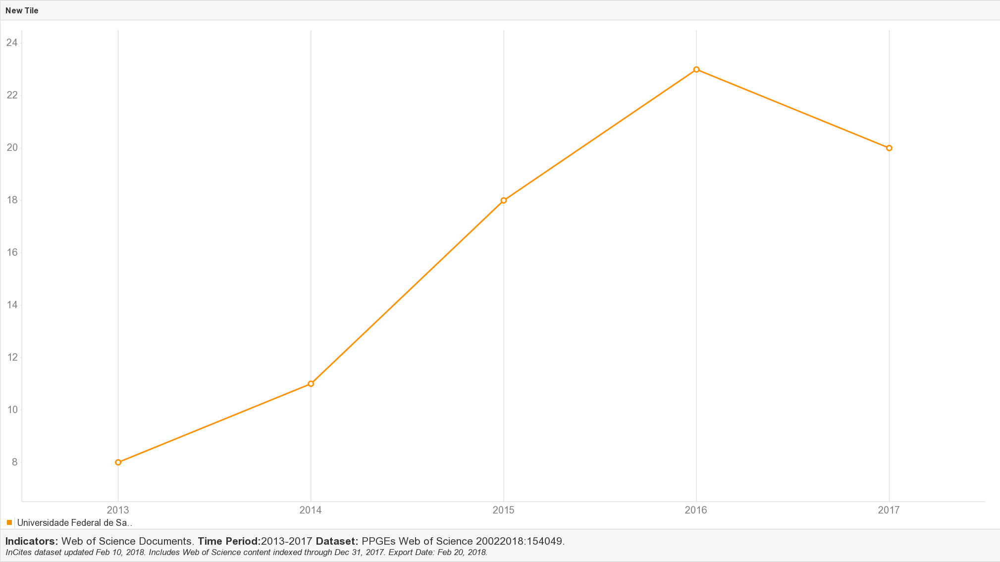 New Tile
24
22
20
18
16
14
12
10
8
2013 2014 2015 2016 2017
Universidade Federal de Sa..
Indicators: Web of Science Documents. Time Period:2013-2017 Dataset: PPGEs Web of Science 20022018:154049.
InCites dataset updated Feb 10, 2018. Includes Web of Science content indexed through Dec 31, 2017. Export Date: Feb 20, 2018.